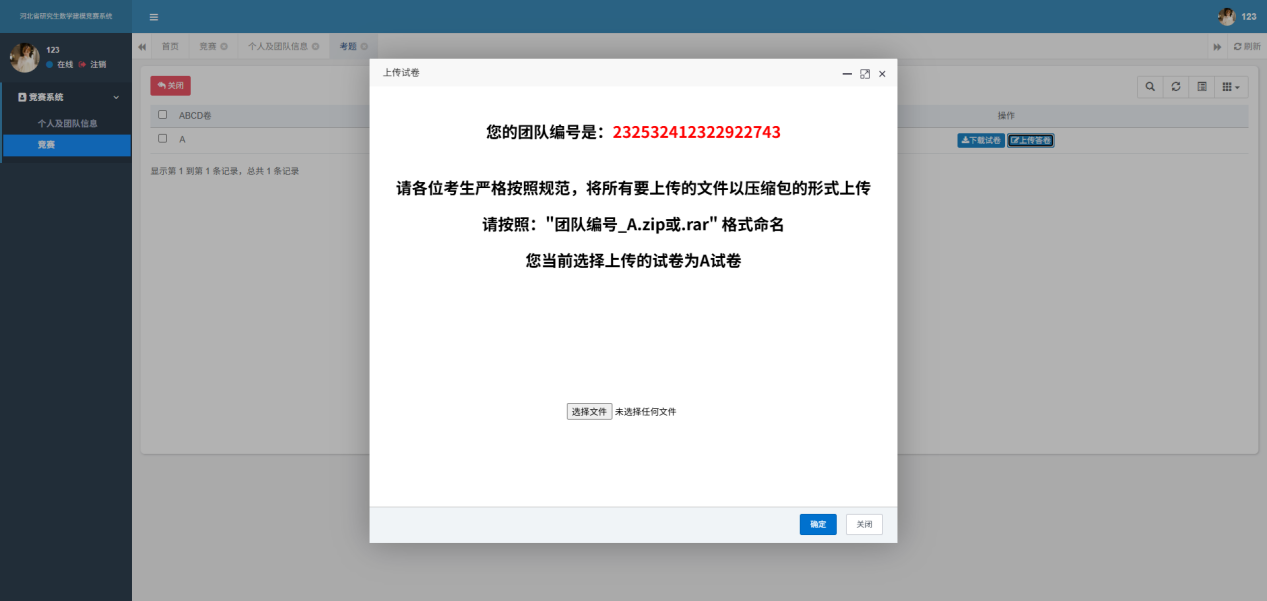 河北省研究生数学建模竞赛系统
123
123
在线 注销
首页 竞赛 个人及团队信息 考题 刷新
竞赛系统
个人及团队信息
竞赛
关闭
ABCD卷 操作
A 下载试卷 上传答卷
显示第 1 到第 1 条记录，总共 1 条记录
上传试卷
您的团队编号是：232532412322922743
请各位考生严格按照规范，将所有要上传的文件以压缩包的形式上传
请按照："团队编号_A.zip或.rar" 格式命名
您当前选择上传的试卷为A试卷
选择文件 未选择任何文件
确定 关闭